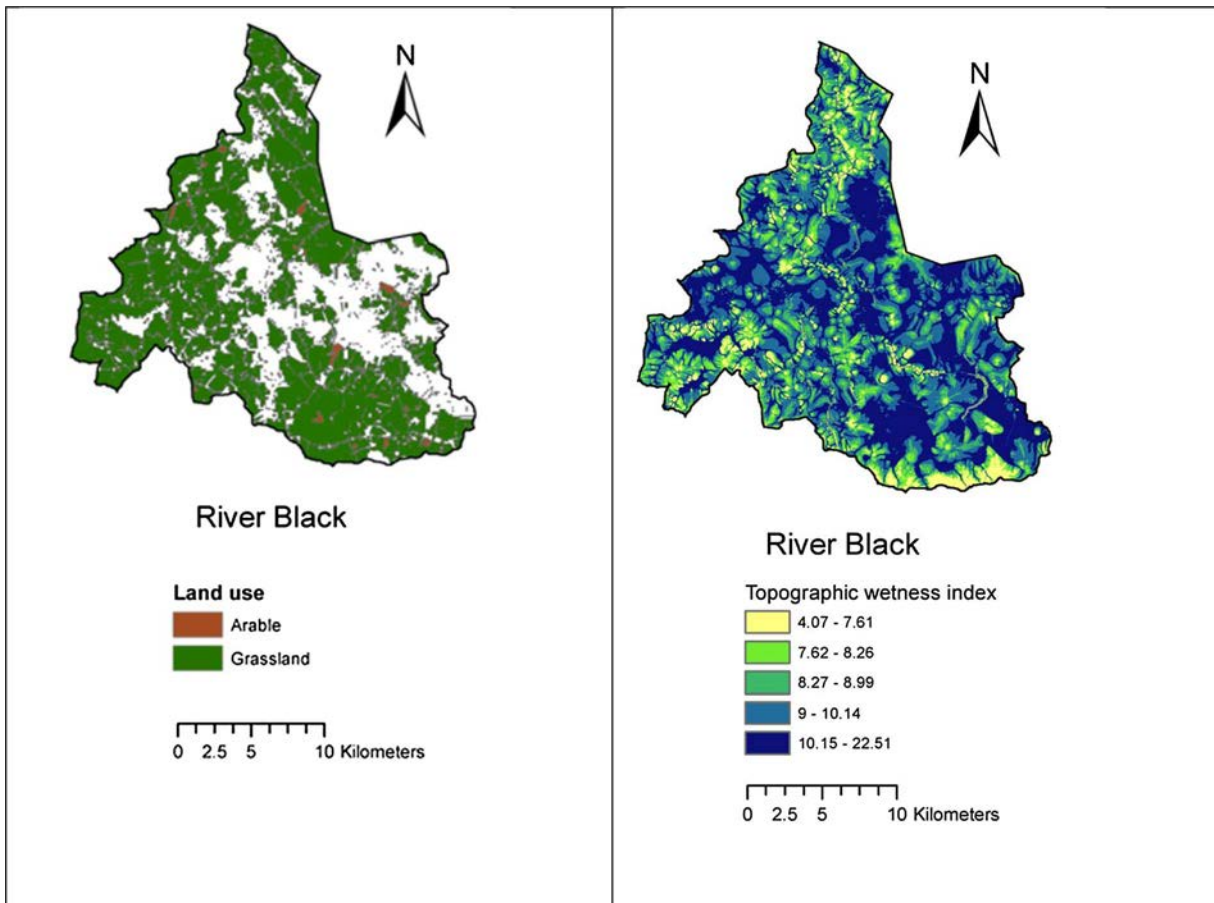 N
River Black
Land use
Arable
Grassland
0 2.5 5 10 Kilometers
N
River Black
Topographic wetness index
4.07 - 7.61
7.62 - 8.26
8.27 - 8.99
9 - 10.14
10.15 - 22.51
0 2.5 5 10 Kilometers